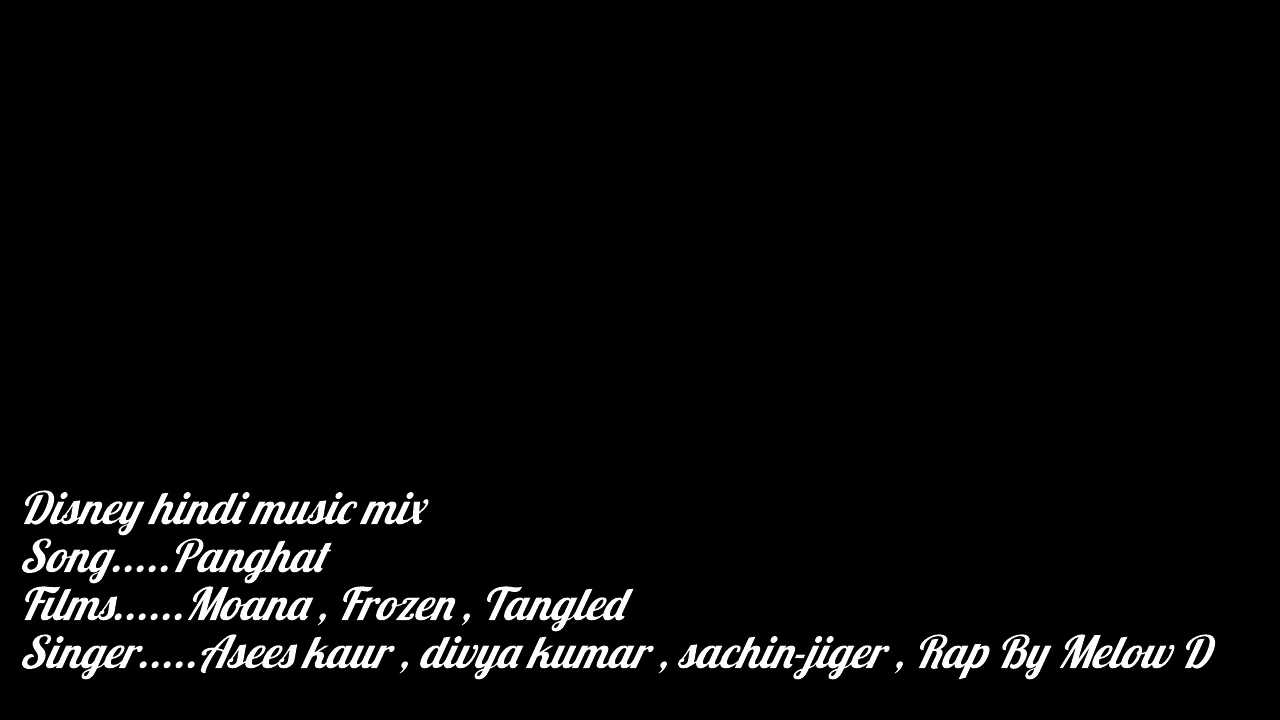 Disney hindi music mix
Song.....Panghat
Films......Moana , Frozen , Tangled
Singer.....Asees kaur , divya kumar , sachin-jiger , Rap By Melow D